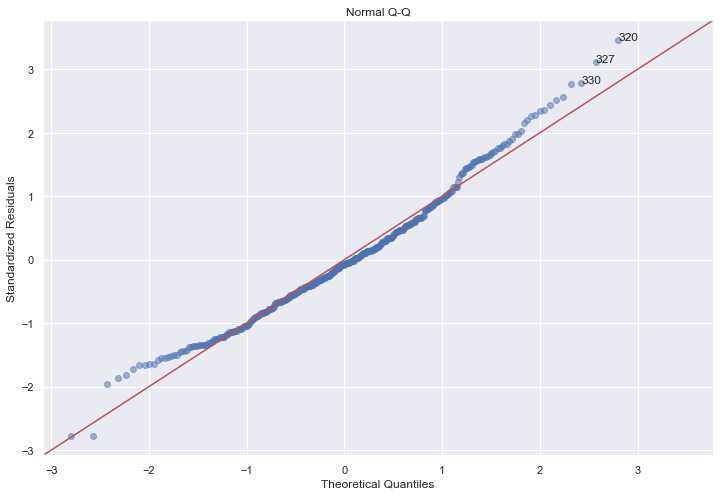 Normal Q-Q
320
327
330
3
2
1
0
−1
−2
−3
Standardized Residuals
−3 −2 −1 0 1 2 3
Theoretical Quantiles